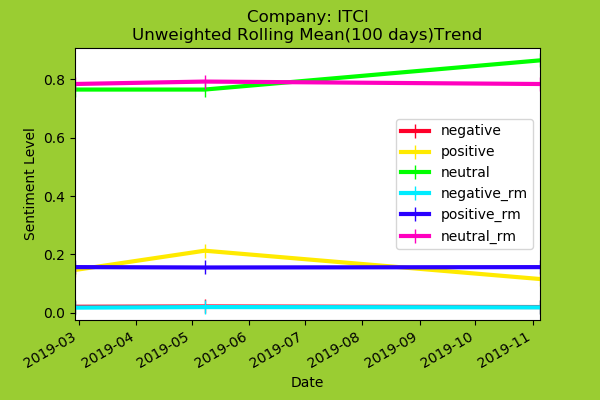 Company: ITCI
Unweighted Rolling Mean(100 days)Trend
Sentiment Level
0.8
0.6
0.4
0.2
0.0
negative
positive
neutral
negative_rm
positive_rm
neutral_rm
2019-03
2019-04
2019-05
2019-06
2019-07
2019-08
2019-09
2019-10
2019-11
Date